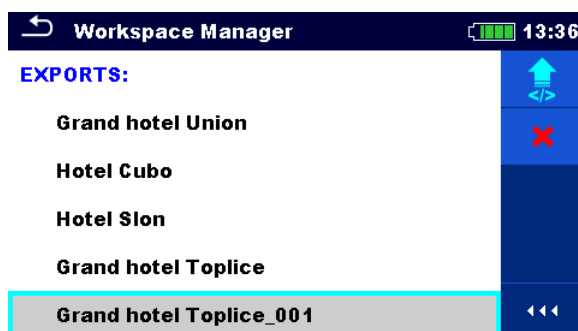 Workspace Manager 13:36
EXPORTS:
</>
Grand hotel Union
Hotel Cubo
Hotel Slon
Grand hotel Toplice
Grand hotel Toplice_001